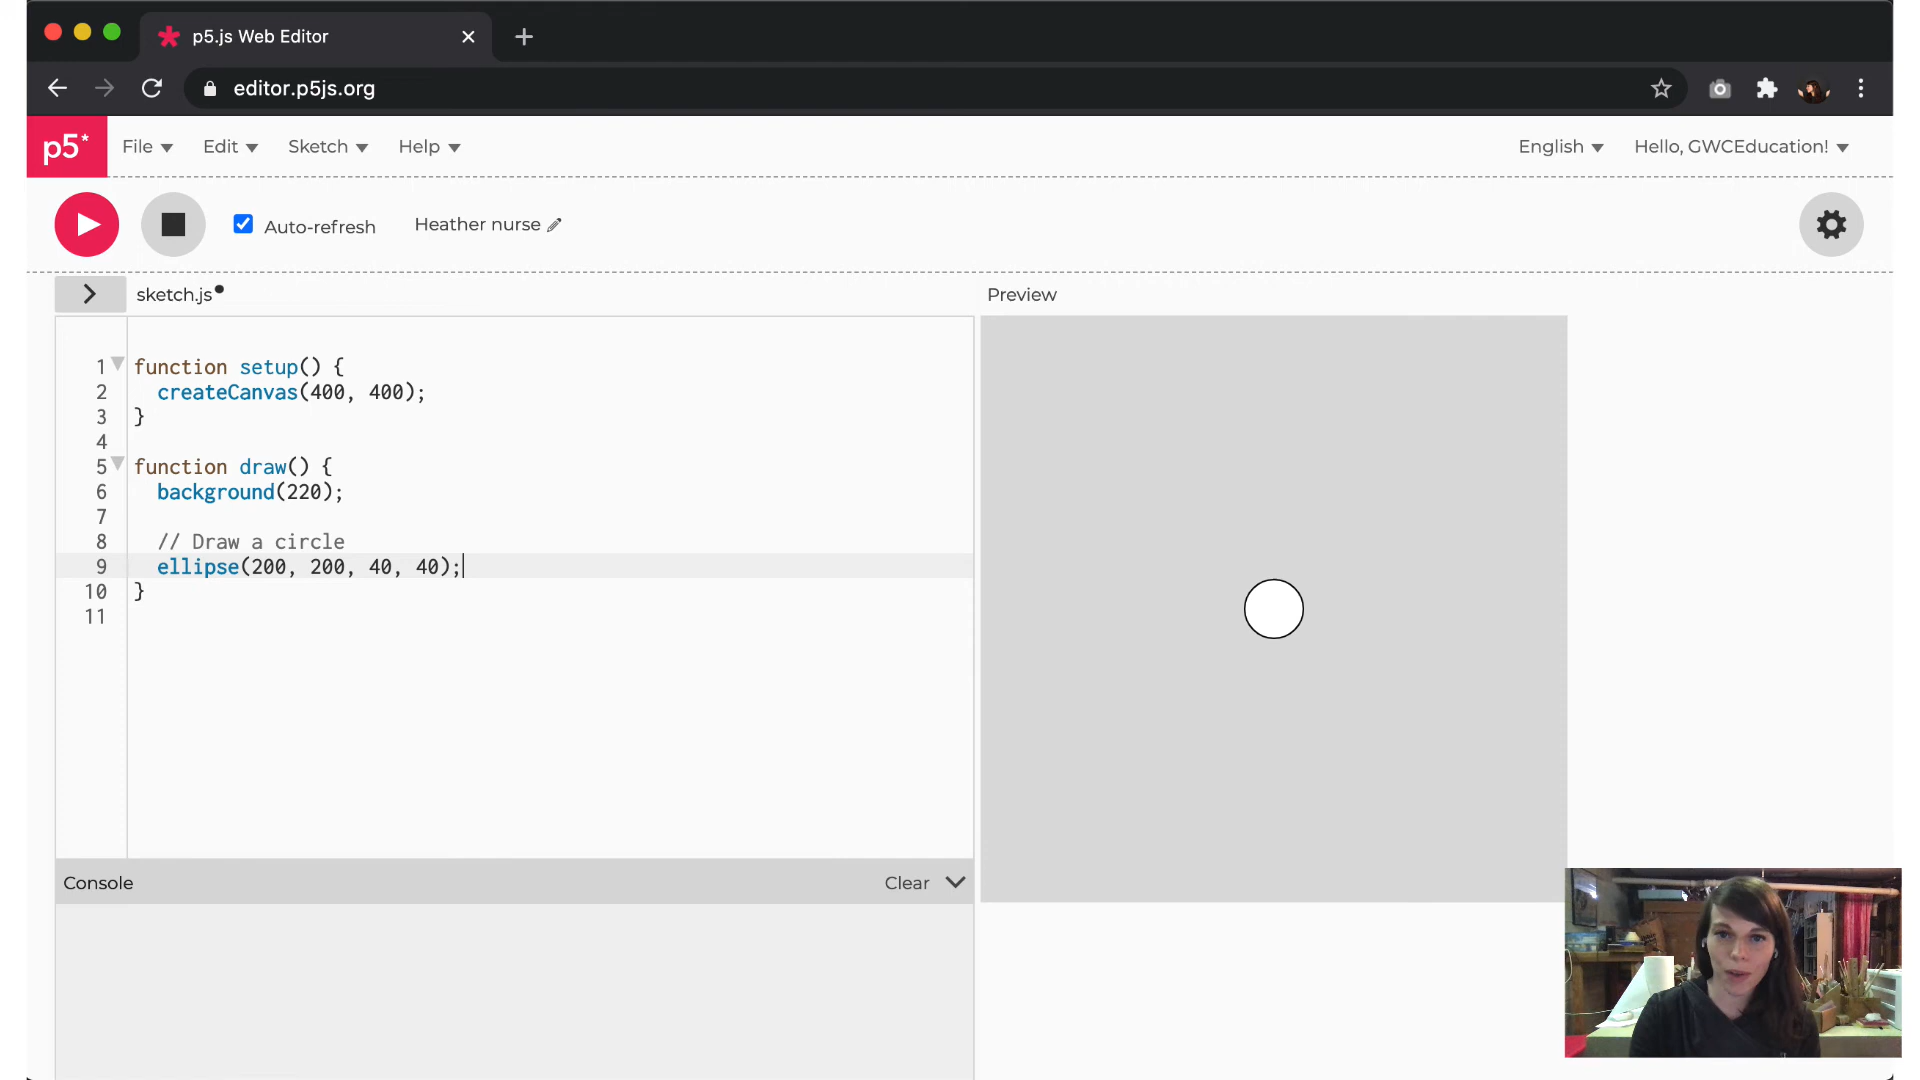 p5.js Web Editor
editor.p5js.org
p5* File Edit Sketch Help English Hello, GWCEducation!
Auto-refresh Heather nurse
sketch.js Preview
1 function setup() {
2 createCanvas(400, 400);
3 }
4
5 function draw() {
6 background(220);
7
8 // Draw a circle
9 ellipse(200, 200, 40, 40);
10 }
11
Console Clear